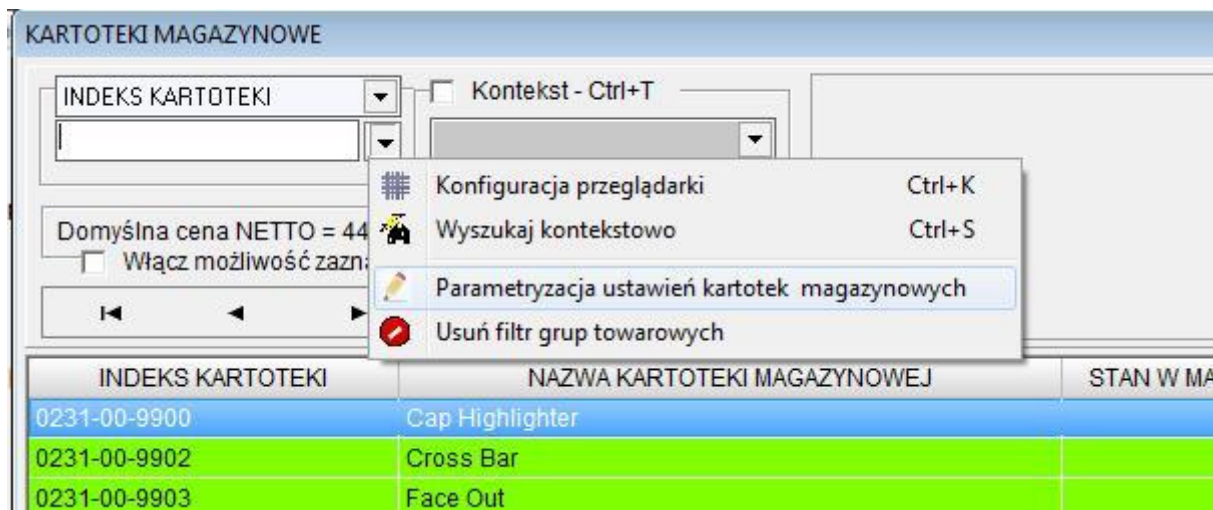 KARTOTEKI MAGAZYNOWE
INDEKS KARTOTEKI
Kontekst - Ctrl+T
Konfiguracja przeglądarki Ctrl+K
Wyszukaj kontekstowo Ctrl+S
Domyślna cena NETTO = 44
Włącz możliwość
Parametryzacja ustawień kartotek magazynowych
Usuń filtr grup towarowych
INDEKS KARTOTEKI NAZWA KARTOTEKI MAGAZYNOWEJ STAN W MA
0231-00-9900 Cap Highlighter
0231-00-9902 Cross Bar
0231-00-9903 Face Out